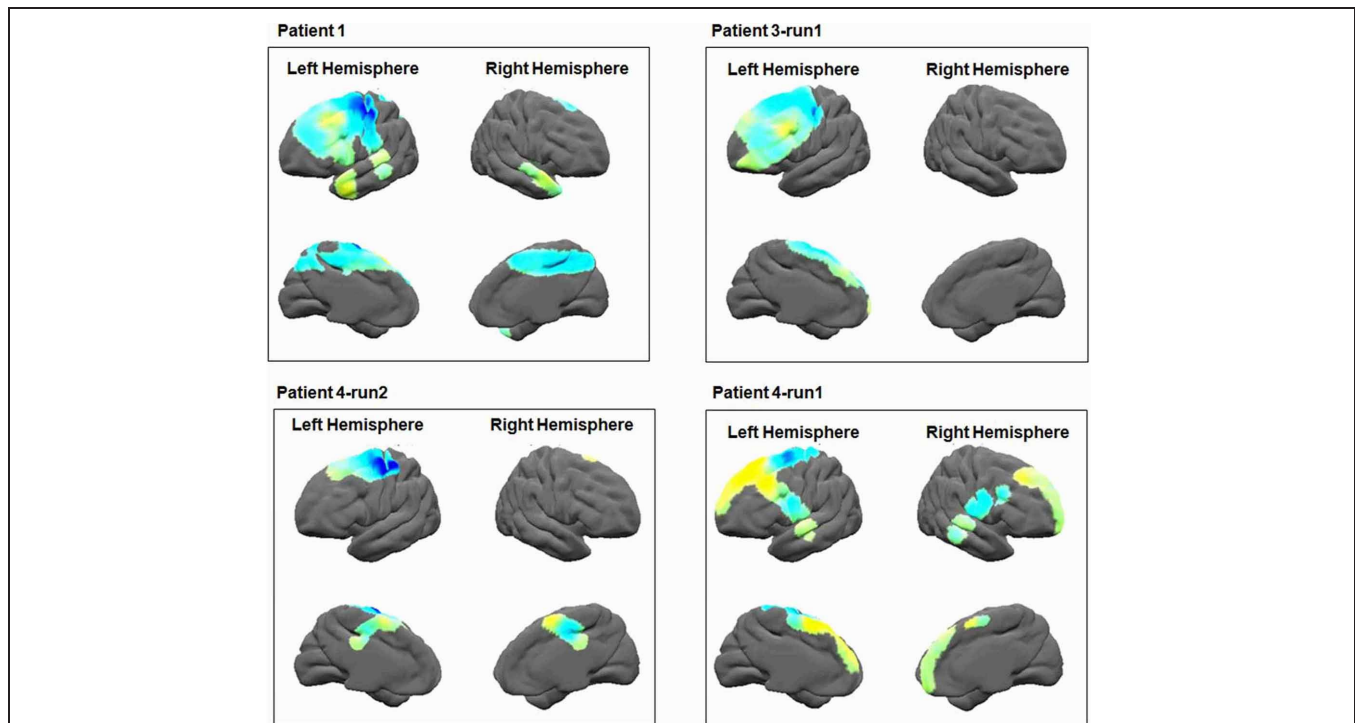 Patient 1
Left Hemisphere Right Hemisphere
Patient 3-run1
Left Hemisphere Right Hemisphere
Patient 4-run2
Left Hemisphere Right Hemisphere
Patient 4-run1
Left Hemisphere Right Hemisphere